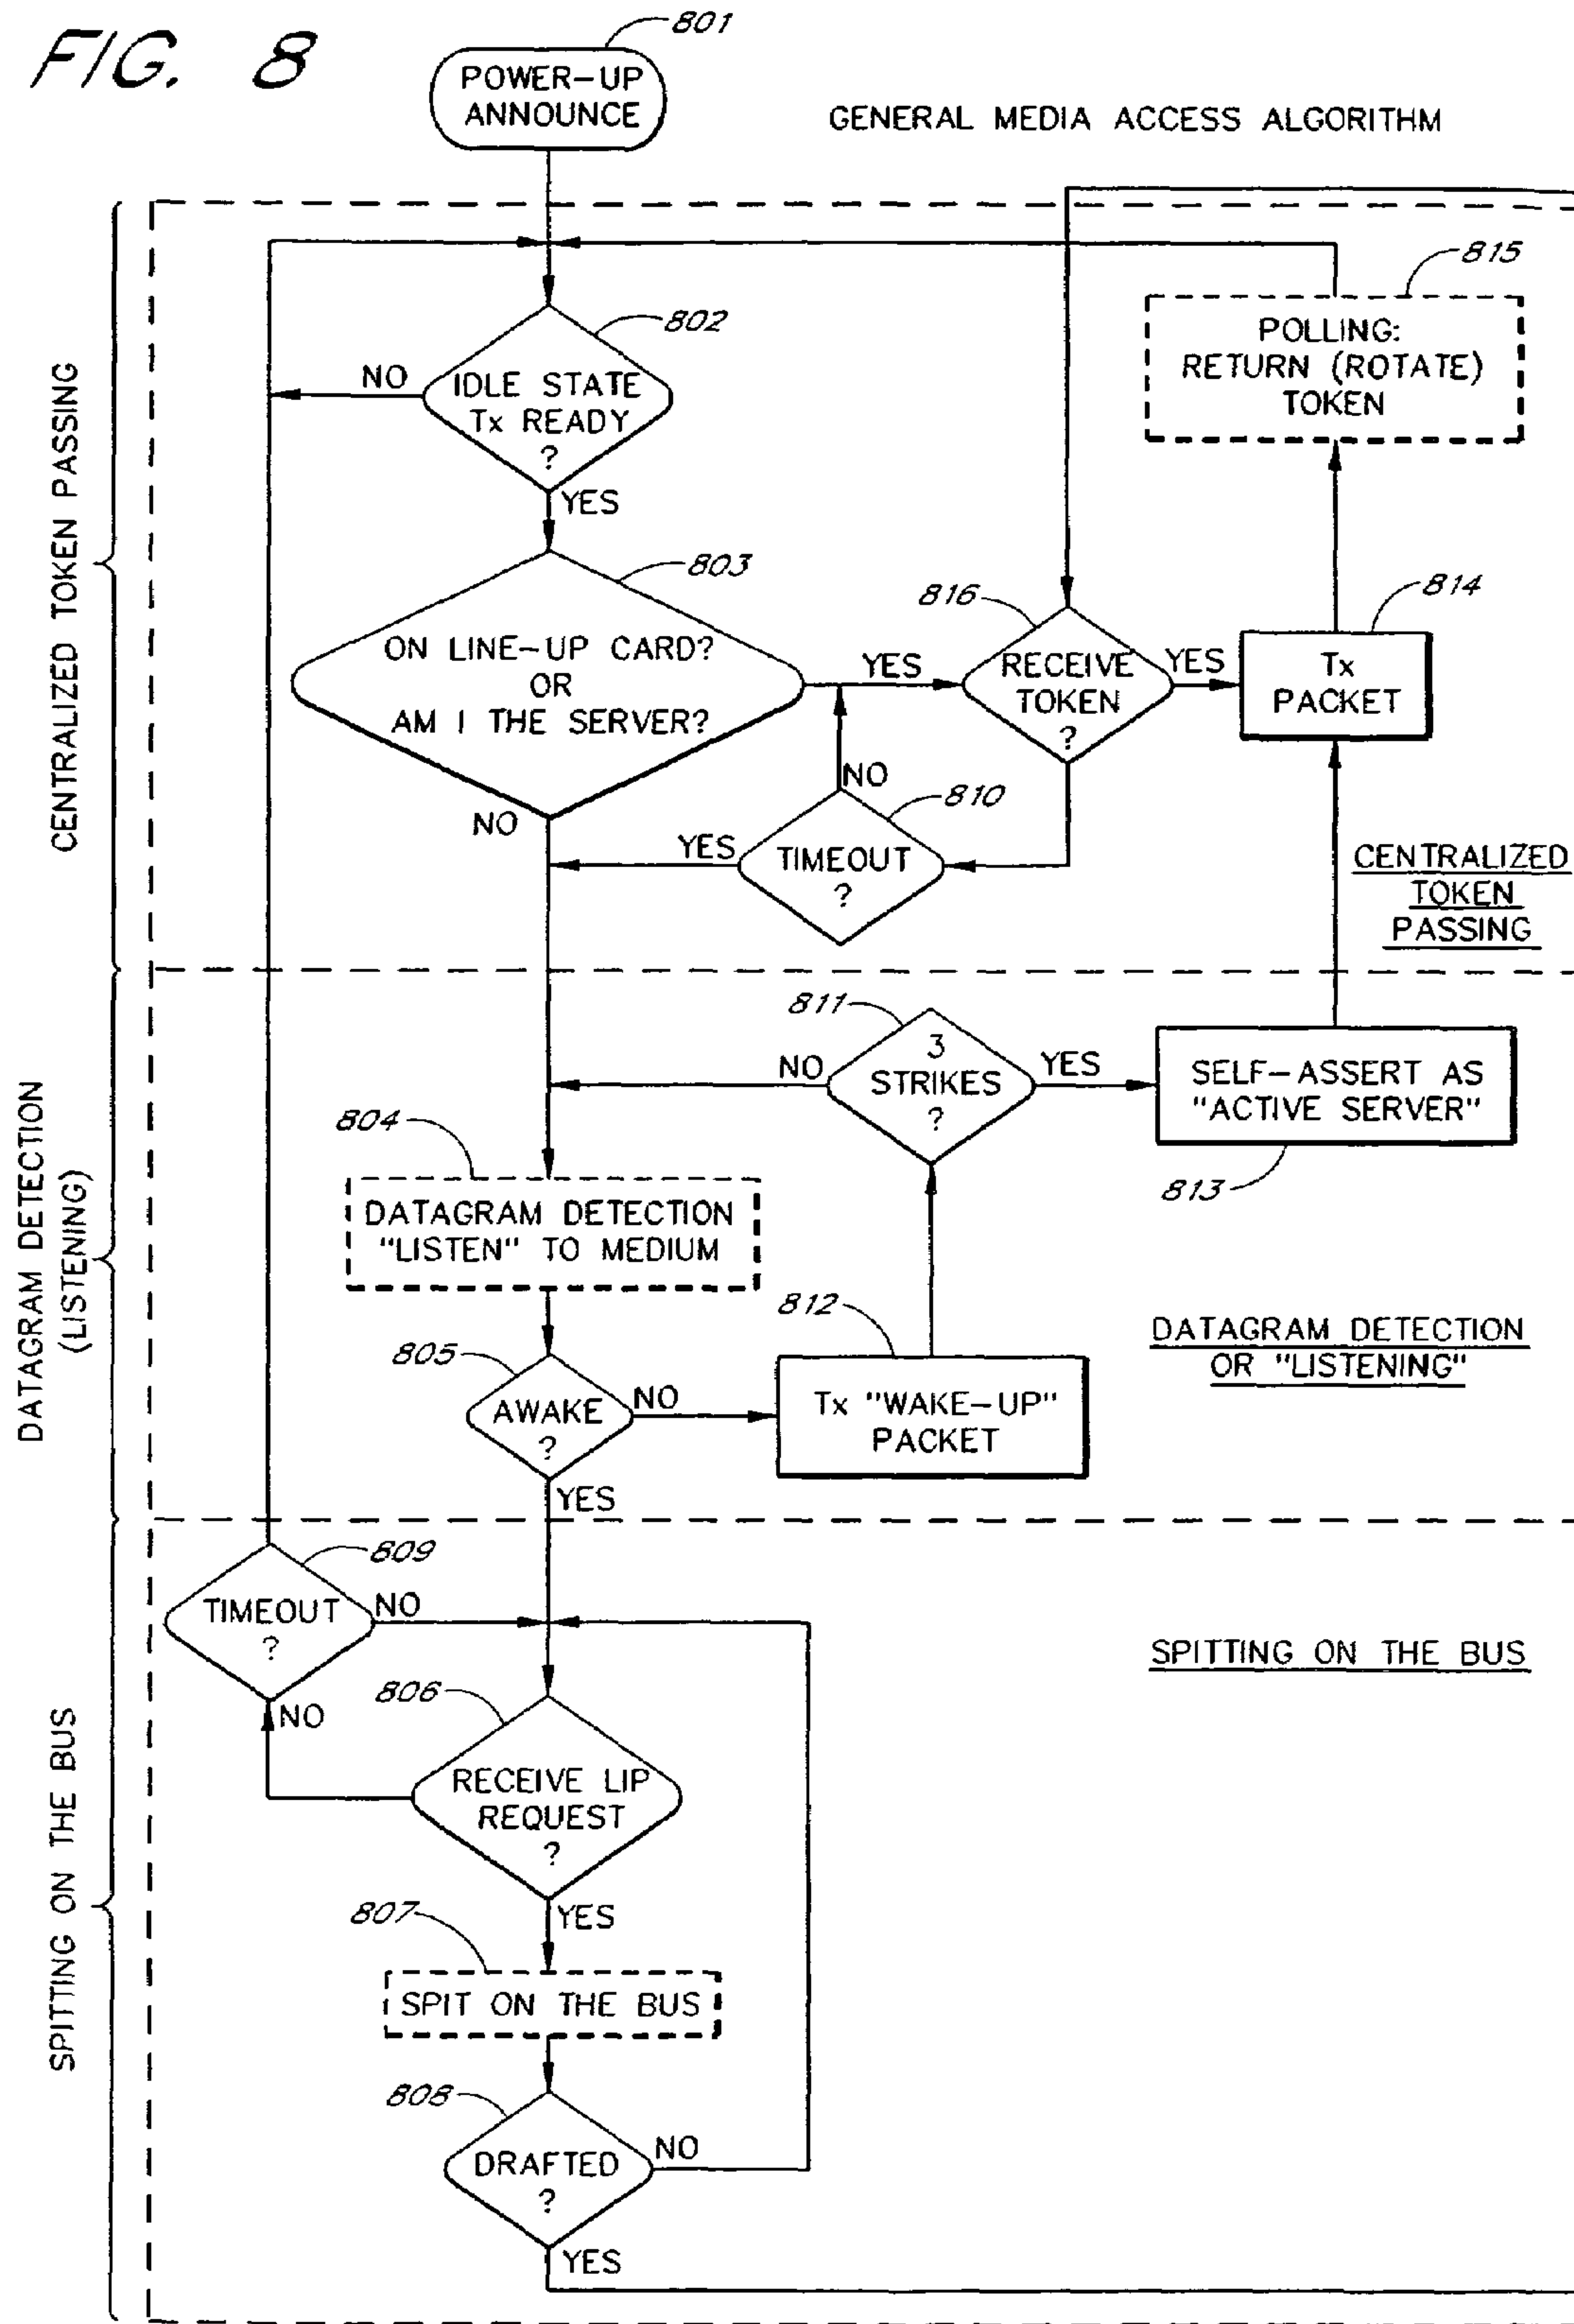 FIG. 8
801
POWER-UP
ANNOUNCE
GENERAL MEDIA ACCESS ALGORITHM
CENTRALIZED TOKEN PASSING
802
IDLE STATE
Tx READY
?
NO
YES
815
POLLING:
RETURN (ROTATE)
TOKEN
803
ON LINE-UP CARD?
OR
AM I THE SERVER?
YES
NO
816
RECEIVE
TOKEN
?
YES
814
Tx
PACKET
NO
810
TIMEOUT
?
YES
CENTRALIZED
TOKEN
PASSING
DATAGRAM DETECTION
(LISTENING)
811
3
STRIKES
?
NO
YES
SELF-ASSERT AS
"ACTIVE SERVER"
813
804
DATAGRAM DETECTION
"LISTEN" TO MEDIUM
805
AWAKE
?
NO
YES
812
Tx "WAKE-UP"
PACKET
DATAGRAM DETECTION
OR "LISTENING"
SPITTING ON THE BUS
809
TIMEOUT
?
NO
NO
SPITTING ON THE BUS
806
RECEIVE LIP
REQUEST
?
YES
807
SPIT ON THE BUS
808
DRAFTED
?
NO
YES